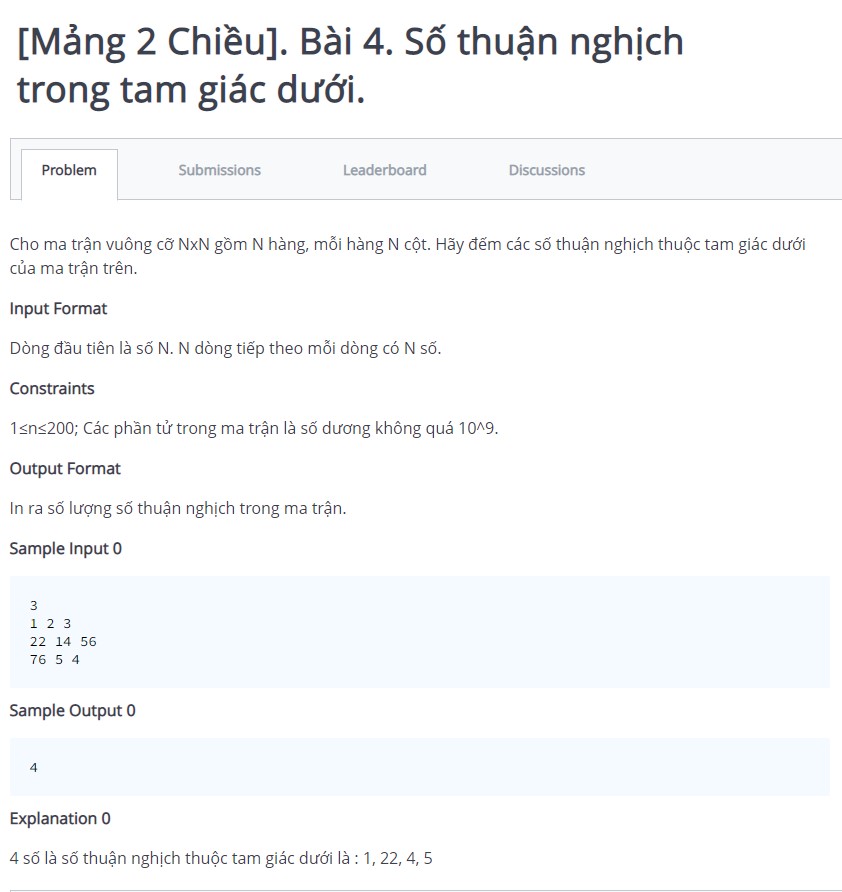 [Mảng 2 Chiều]. Bài 4. Số thuận nghịch
trong tam giác dưới.
Problem
Submissions
Leaderboard
Discussions
Cho ma trận vuông cỡ NxN gồm N hàng, mỗi hàng N cột. Hãy đếm các số thuận nghịch thuộc tam giác dưới
của ma trận trên.
Input Format
Dòng đầu tiên là số N. N dòng tiếp theo mỗi dòng có N số.
Constraints
1≤n≤200; Các phần tử trong ma trận là số dương không quá 10^9.
Output Format
In ra số lượng số thuận nghịch trong ma trận.
Sample Input 0
3
1 2 3
22 14 56
76 5 4
Sample Output 0
4
Explanation 0
4 số là số thuận nghịch thuộc tam giác dưới là : 1, 22, 4, 5